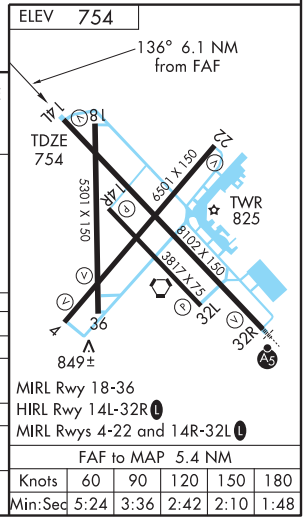 ELEV 754
136° 6.1 NM
from FAF
14L
18
V
22
V
TDZE
754
14R
P
6501 X 150
5301 X 150
TWR
825
8102 X 150
3817 X 75
V
V
P
32L
V
32R
4
36
A5
849±
MIRL Rwy 18-36
HIRL Rwy 14L-32R L
MIRL Rwys 4-22 and 14R-32L L
FAF to MAP 5.4 NM
Knots 60 90 120 150 180
Min:Sec 5:24 3:36 2:42 2:10 1:48